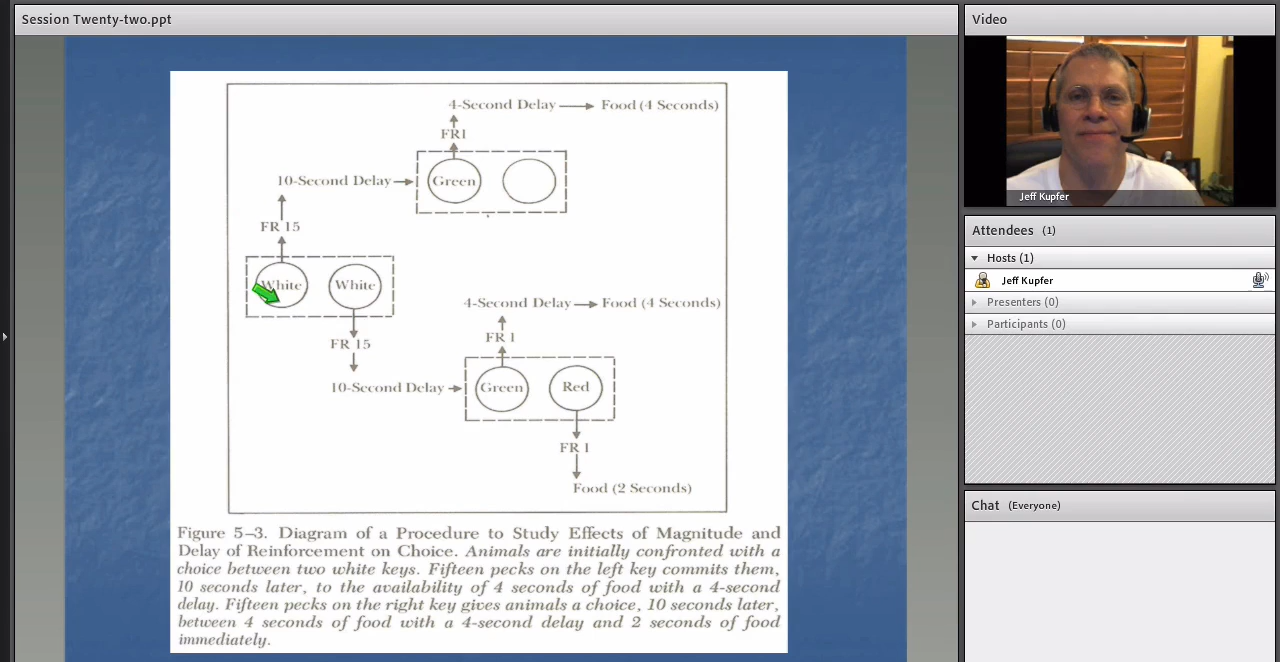 Session Twenty-two.ppt
4-Second Delay Food (4 Seconds)
FR1
10-Second Delay Green
FR 15
White White
4-Second Delay Food (4 Seconds)
FR 15 FR 1
10-Second Delay Green Red
FR 1
Food (2 Seconds)
Figure 5–3. Diagram of a Procedure to Study Effects of Magnitude and
Delay of Reinforcement on Choice. Animals are initially confronted with a
choice between two white keys. Fifteen pecks on the left key commits them,
10 seconds later, to the availability of 4 seconds of food with a 4-second
delay. Fifteen pecks on the right key gives animals a choice, 10 seconds later,
between 4 seconds of food with a 4-second delay and 2 seconds of food
immediately.
Video
Jeff Kupfer
Attendees (1)
Hosts (1)
Jeff Kupfer
Presenters (0)
Participants (0)
Chat (Everyone)